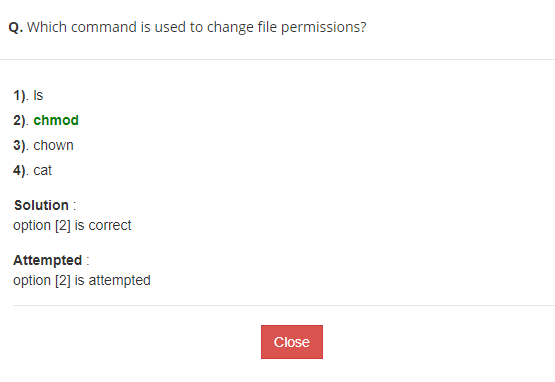 Q. Which command is used to change file permissions?
1). ls
2). chmod
3). chown
4). cat
Solution :
option [2] is correct
Attempted :
option [2] is attempted
Close